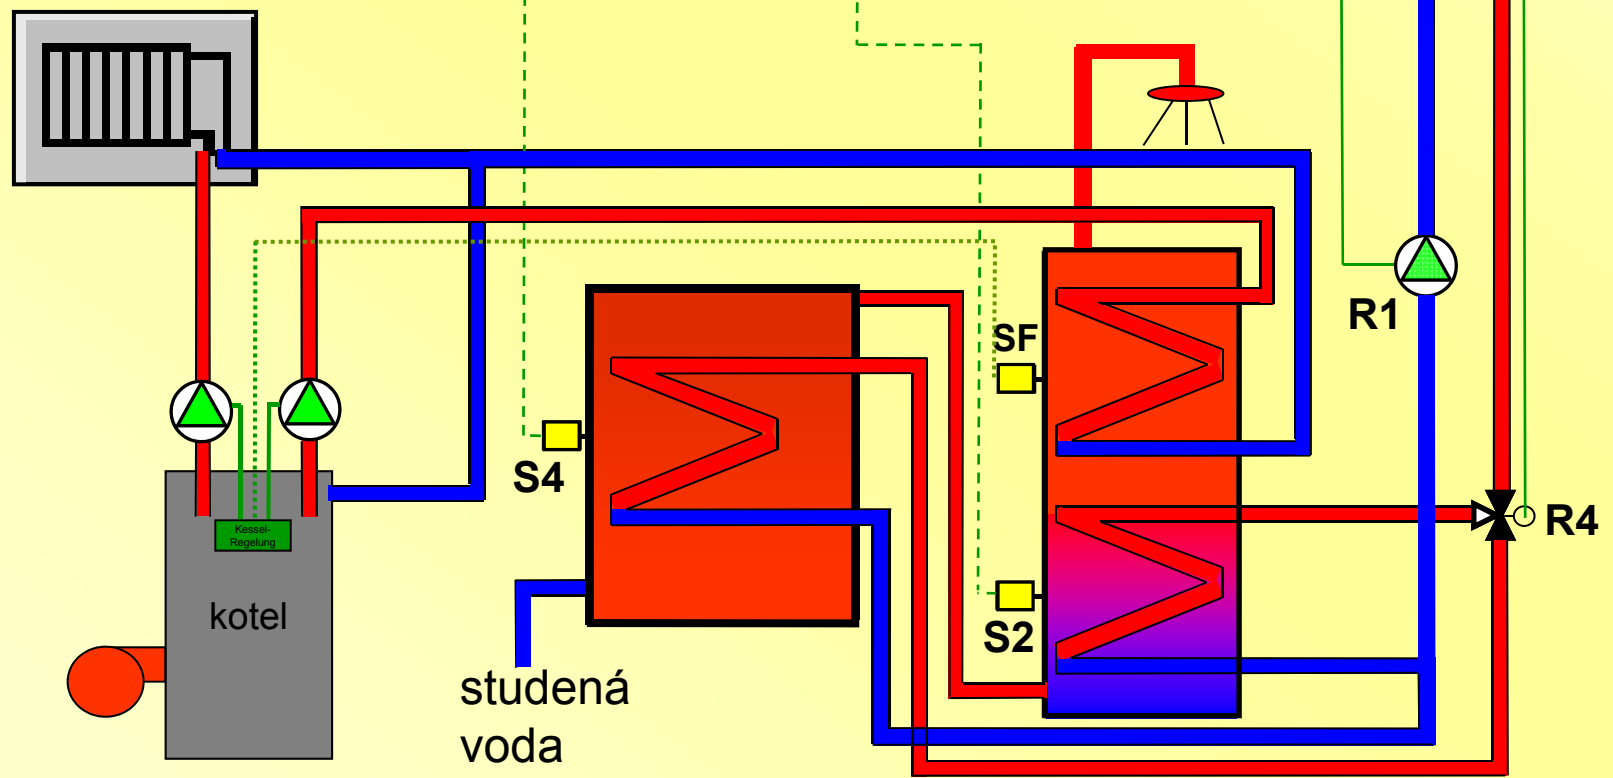 R1
SF
S4
R4
Kessel-
Regelung
kotel
S2
studená
voda